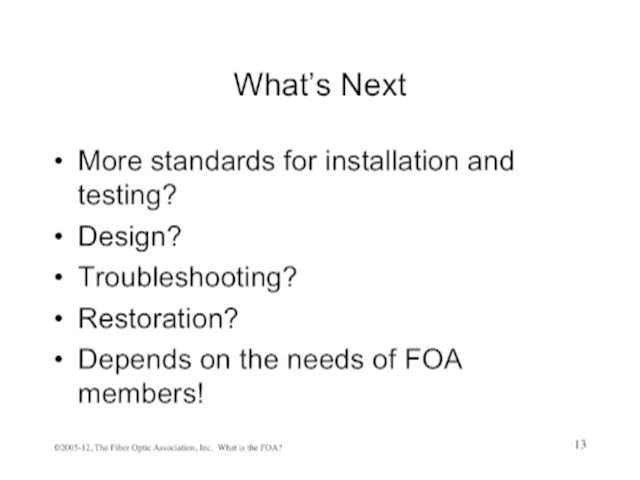 What's Next
• More standards for installation and
testing?
• Design?
• Troubleshooting?
• Restoration?
• Depends on the needs of FOA
members!
©2005-12, The Fiber Optic Association, Inc. What is the FOA?
13